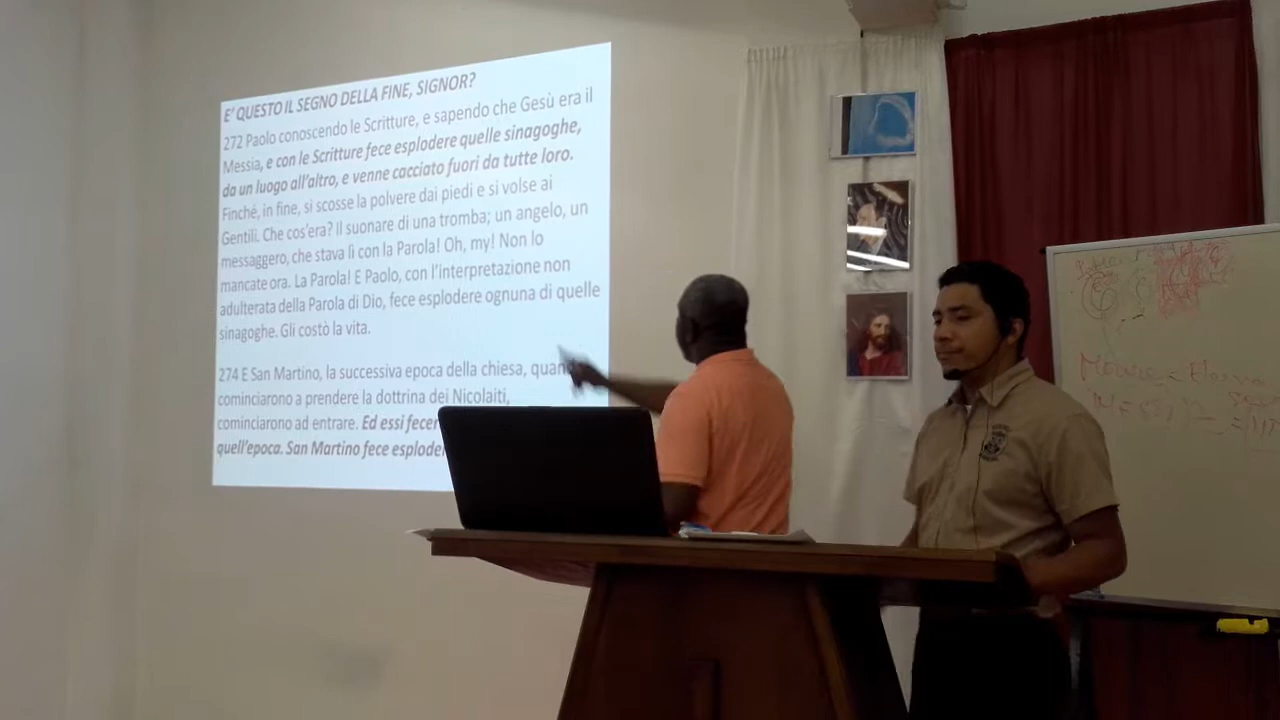 E' QUESTO IL SEGNO DELLA FINE, SIGNOR?
272 Paolo conoscendo le Scritture, e sapendo che Gesù era il
Messia, e con le Scritture fece esplodere quelle sinagoghe,
da un luogo all'altro, e venne cacciato fuori da tutte loro.
Finché, in fine, si scosse la polvere dai piedi e si volse ai
Gentili. Che cos'era? Il suonare di una tromba; un angelo, un
messaggero, che stava lì con la Parola! Oh, my! Non lo
mancate ora. La Parola! E Paolo, con l'interpretazione non
adulterata della Parola di Dio, fece esplodere ognuna di quelle
sinagoghe. Gli costò la vita.
274 E San Martino, la successiva epoca della chiesa,
cominciarono a prendere la dottrina dei Nicolaiti,
cominciarono ad entrare. Ed essi
quell'epoca. San Martino fece